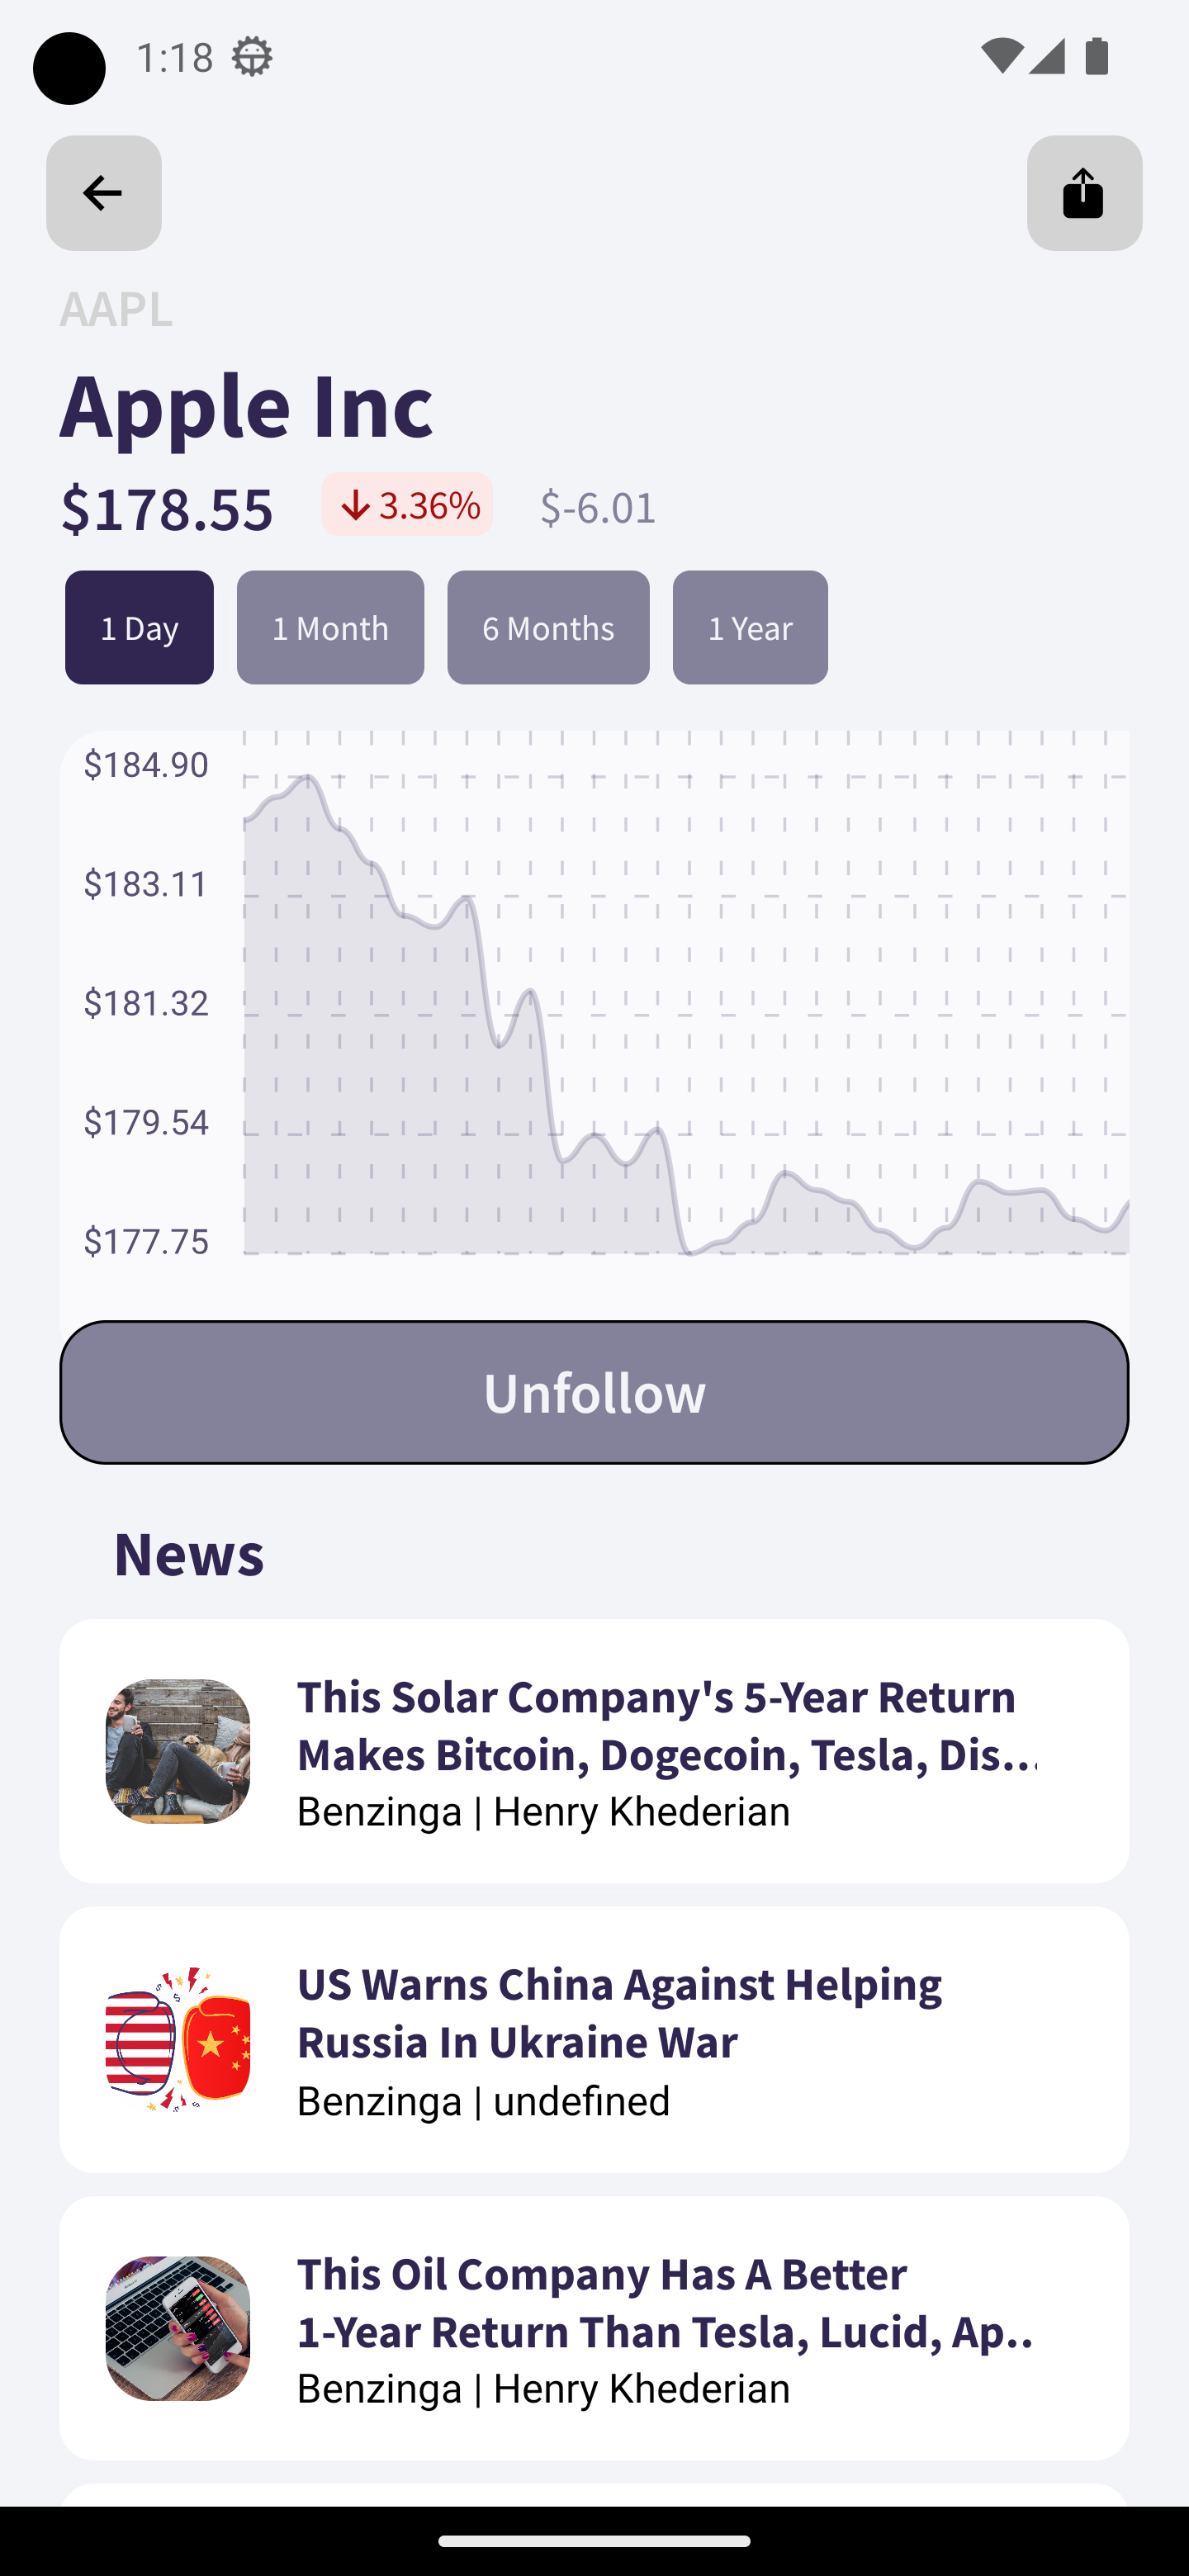 1:18
AAPL
Apple Inc
$178.55 3.36% $-6.01
1 Day 1 Month 6 Months 1 Year
$184.90
$183.11
$181.32
$179.54
$177.75
Unfollow
News
This Solar Company's 5-Year Return
Makes Bitcoin, Dogecoin, Tesla, Dis...
Benzinga | Henry Khederian
US Warns China Against Helping
Russia In Ukraine War
Benzinga | undefined
This Oil Company Has A Better
1-Year Return Than Tesla, Lucid, Ap..
Benzinga | Henry Khederian